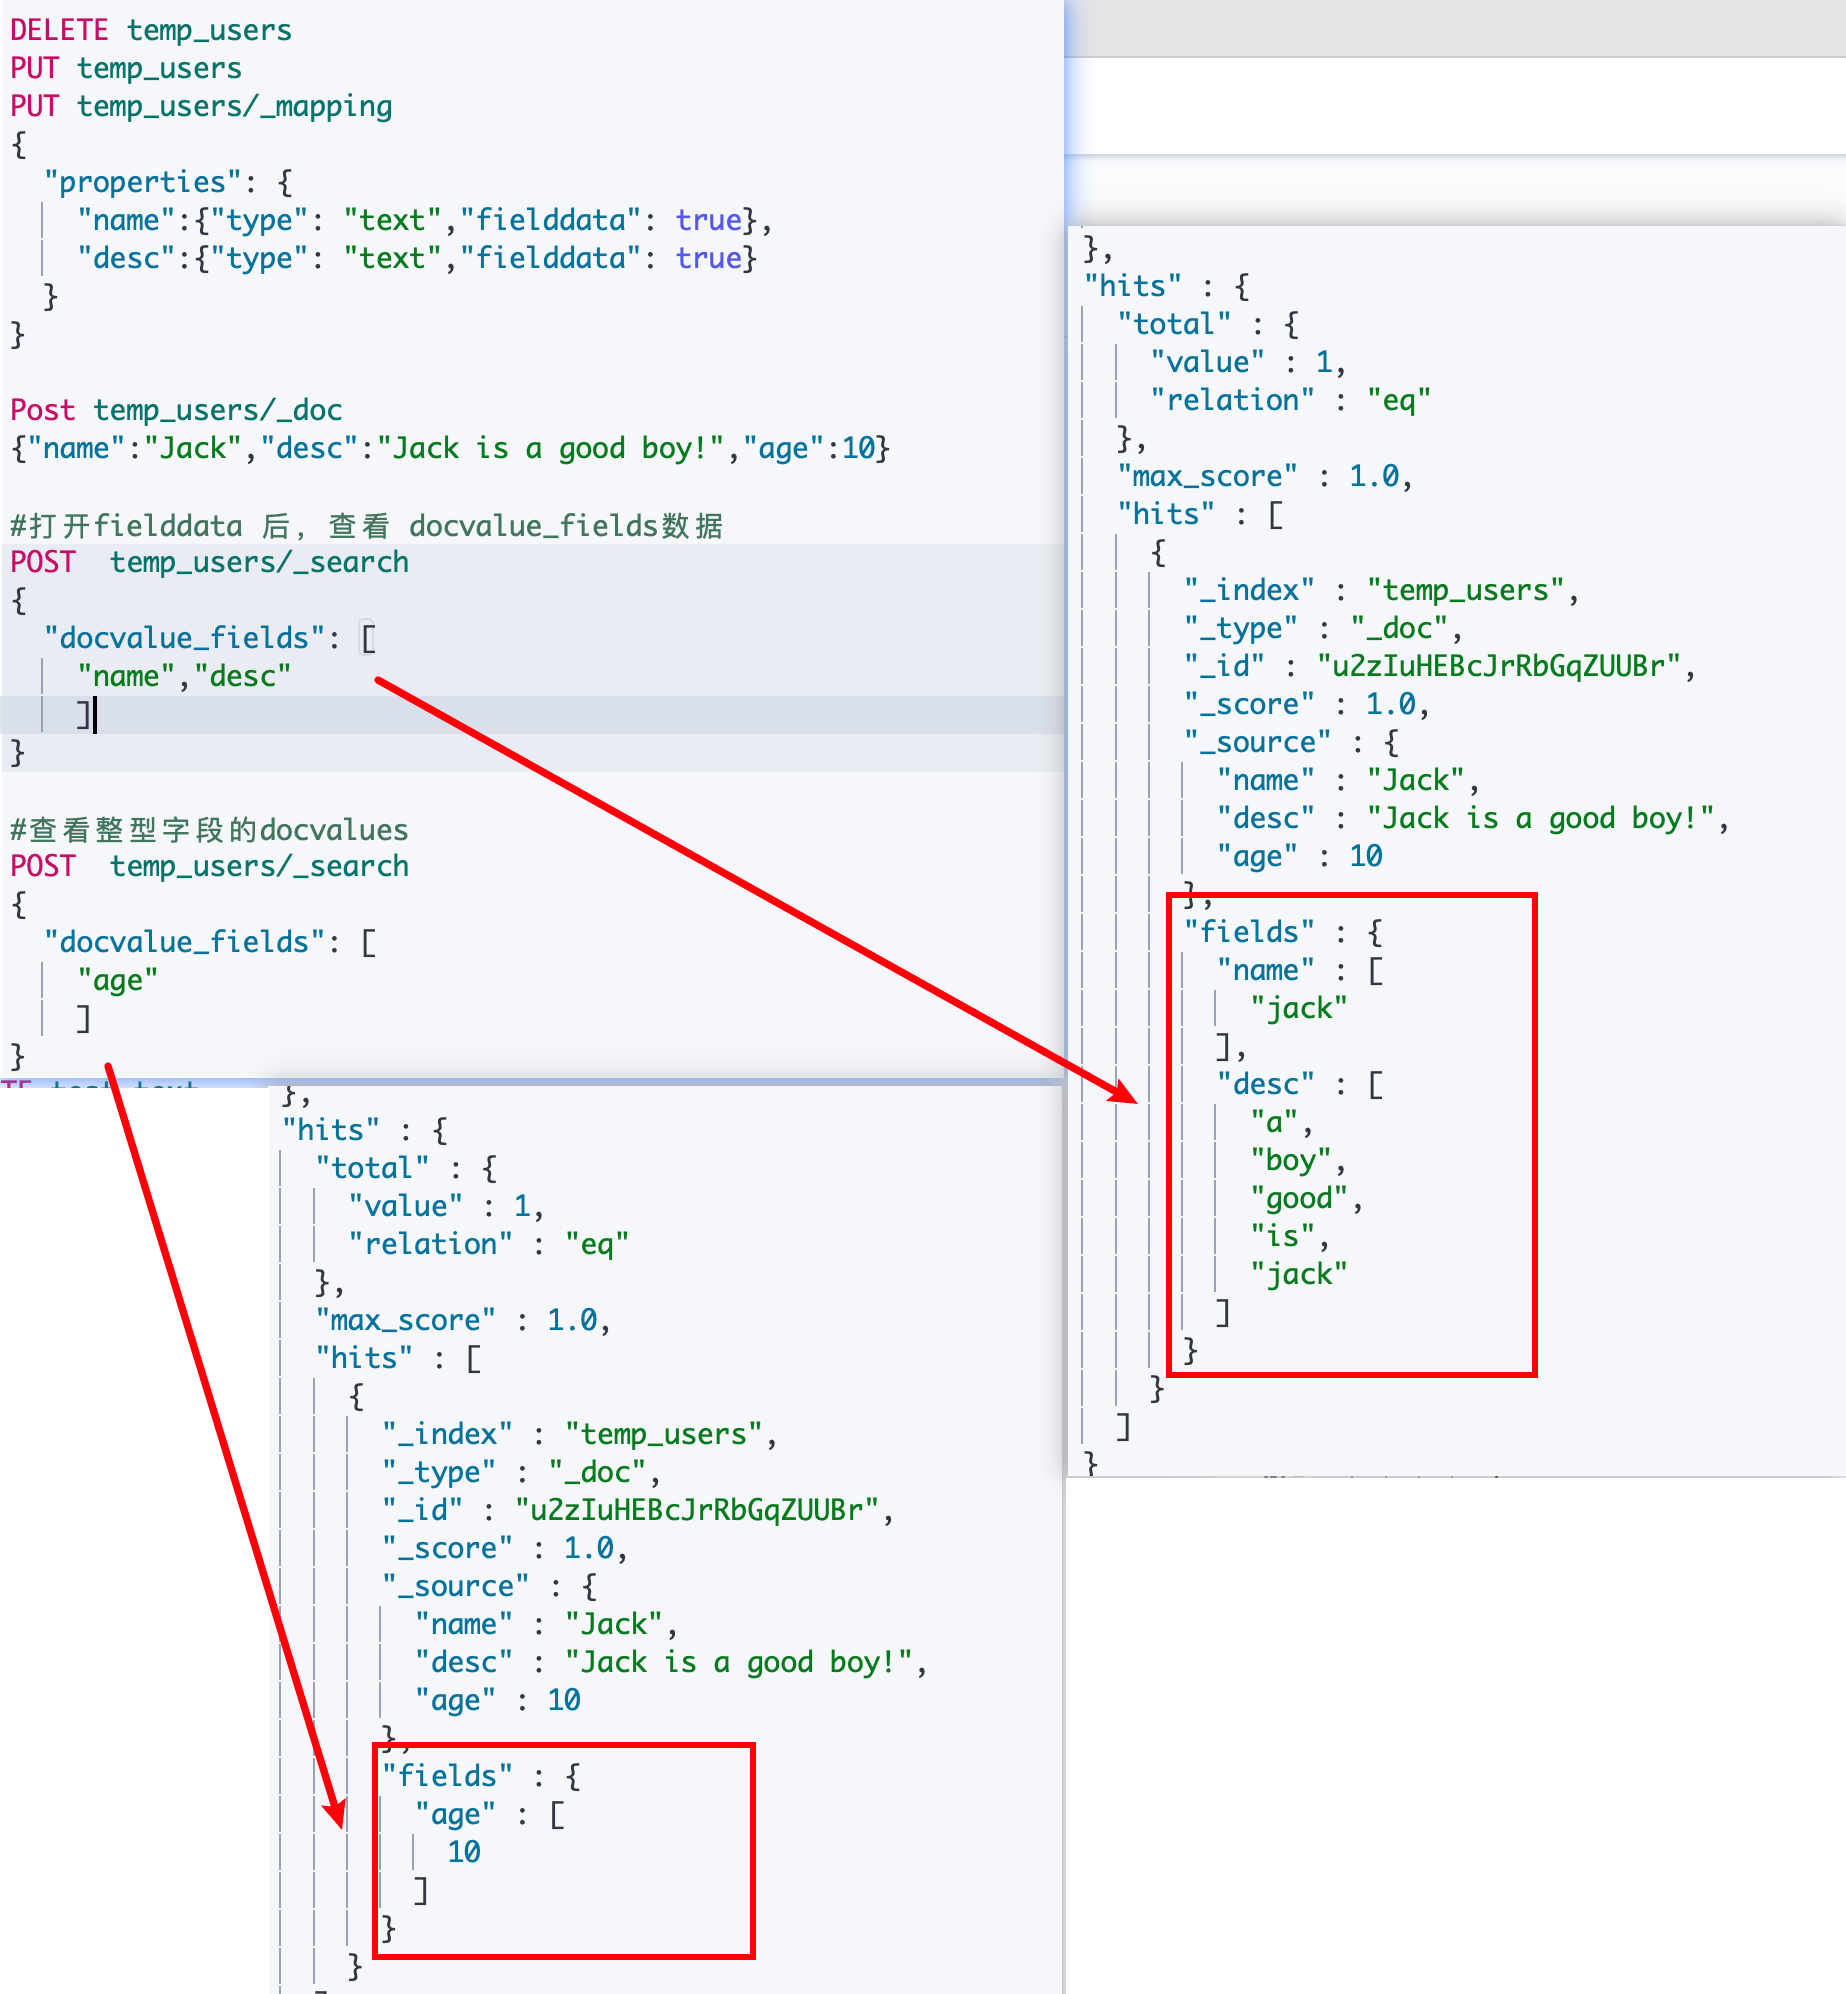 DELETE temp_users
PUT temp_users
PUT temp_users/_mapping
{
  "properties": {
    "name":{"type": "text","fielddata": true},
    "desc":{"type": "text","fielddata": true}
  }
}

Post temp_users/_doc
{"name":"Jack","desc":"Jack is a good boy!","age":10}

#打开fielddata 后，查看 docvalue_fields数据
POST  temp_users/_search
{
  "docvalue_fields": [
    "name","desc"
    ]
}

#查看整型字段的docvalues
POST  temp_users/_search
{
  "docvalue_fields": [
    "age"
    ]
}
},
"hits" : {
  "total" : {
    "value" : 1,
    "relation" : "eq"
  },
  "max_score" : 1.0,
  "hits" : [
    {
      "_index" : "temp_users",
      "_type" : "_doc",
      "_id" : "u2zIuHEBcJrRbGqZUUBr",
      "_score" : 1.0,
      "_source" : {
        "name" : "Jack",
        "desc" : "Jack is a good boy!",
        "age" : 10
      },
      "fields" : {
        "name" : [
          "jack"
        ],
        "desc" : [
          "a",
          "boy",
          "good",
          "is",
          "jack"
        ]
      }
    }
  ]
}
},
"hits" : {
  "total" : {
    "value" : 1,
    "relation" : "eq"
  },
  "max_score" : 1.0,
  "hits" : [
    {
      "_index" : "temp_users",
      "_type" : "_doc",
      "_id" : "u2zIuHEBcJrRbGqZUUBr",
      "_score" : 1.0,
      "_source" : {
        "name" : "Jack",
        "desc" : "Jack is a good boy!",
        "age" : 10
      },
      "fields" : {
        "age" : [
          10
        ]
      }
    }